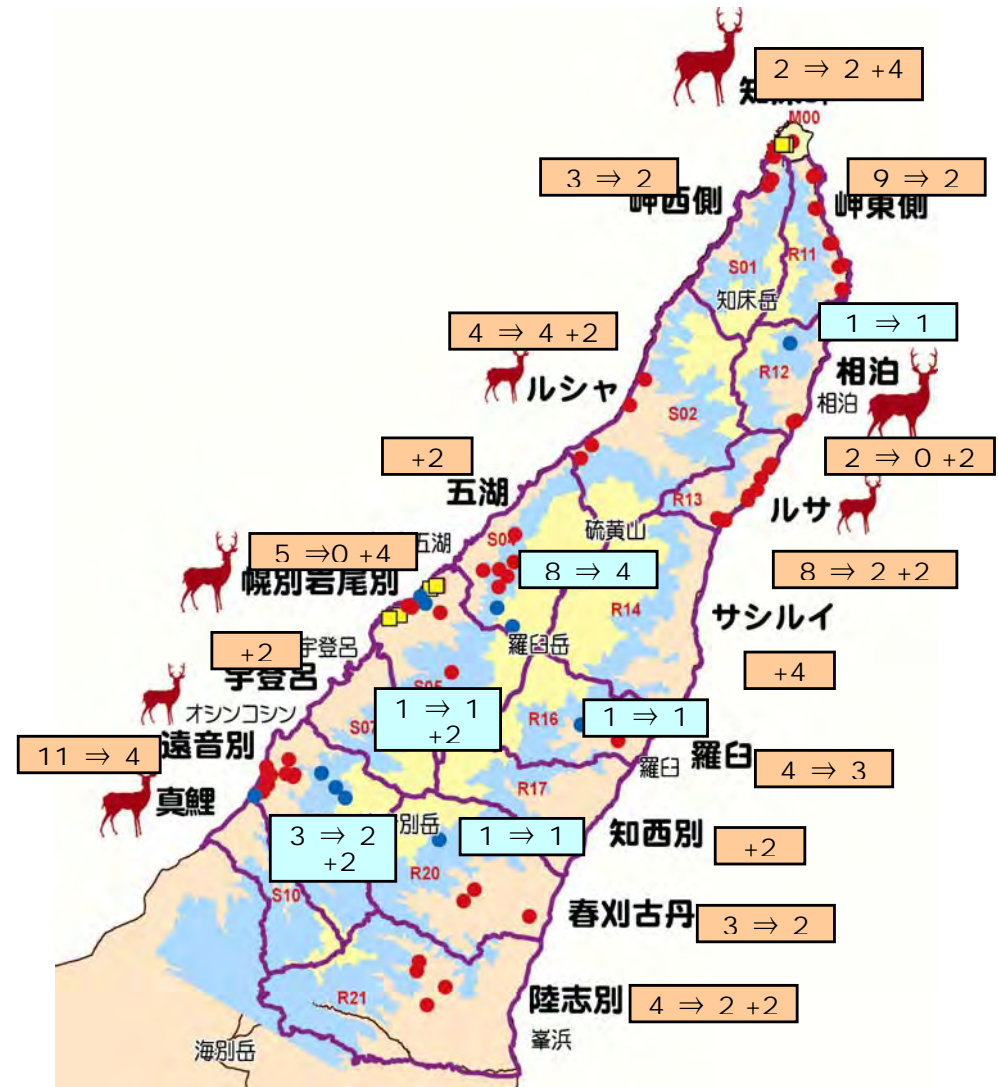 2 ⇒ 2 +4
M00
3 ⇒ 2
9 ⇒ 2
岬西側
岬東側
S01
R11
知床岳
1 ⇒ 1
4 ⇒ 4 +2
ルシャ
R12
相泊
相泊
S02
+2
2 ⇒ 0 +2
五湖
R13
ルサ
硫黄山
5 ⇒0 +4
五湖
8 ⇒ 4
8 ⇒ 2 +2
幌別岩尾別
R14
サシルイ
+2
宇登呂
羅臼岳
宇登呂
+4
オシンコシン
S07
1 ⇒ 1
+2
R16
1 ⇒ 1
遠音別
11 ⇒ 4
羅臼
羅臼
4 ⇒ 3
真鯉
R17
3 ⇒ 2
+2
別岳
1 ⇒ 1
知西別
+2
R20
S10
春刈古丹
3 ⇒ 2
R21
陸志別
4 ⇒ 2 +2
海別岳
峯浜